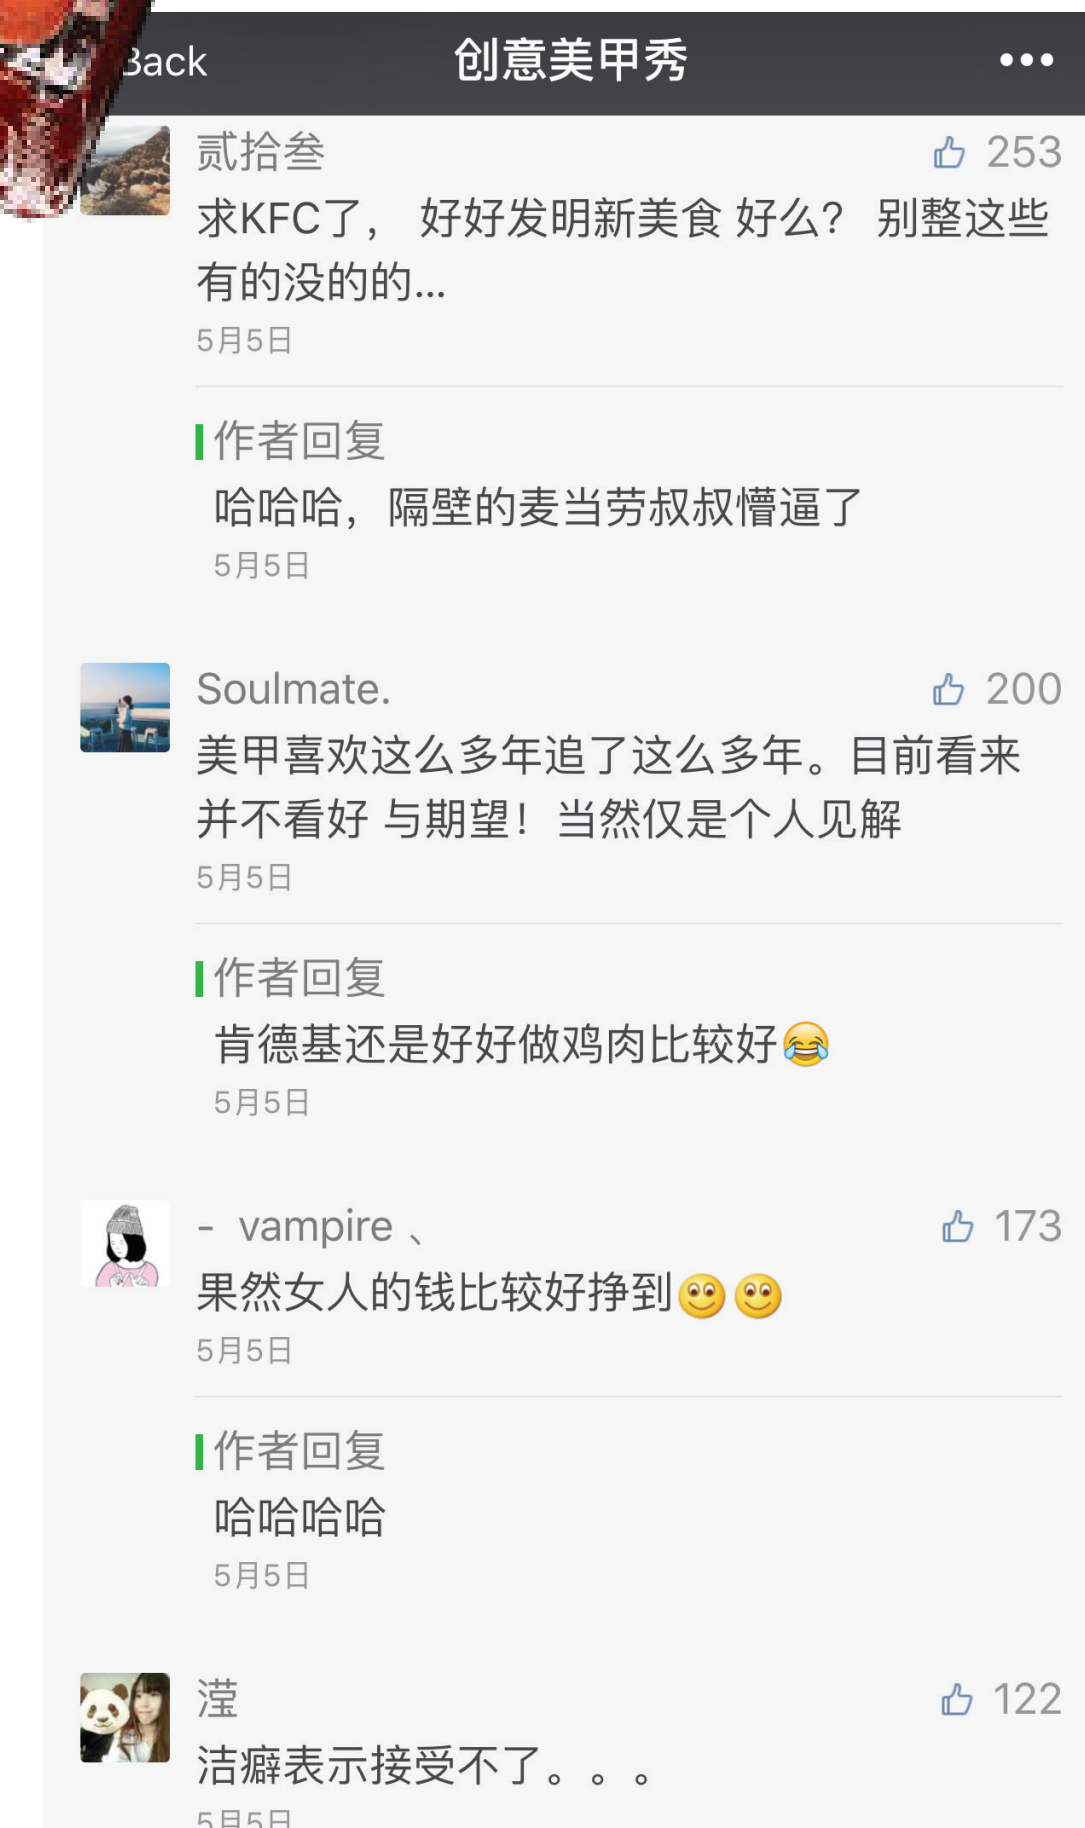 Back
创意美甲秀
贰拾叁
253
求KFC了， 好好发明新美食 好么？ 别整这些
有的没的的...
5月5日
作者回复
哈哈哈，隔壁的麦当劳叔叔懵逼了
5月5日
Soulmate.
200
美甲喜欢这么多年追了这么多年。目前看来
并不看好 与期望！当然仅是个人见解
5月5日
作者回复
肯德基还是好好做鸡肉比较好😂
5月5日
- vampire 、
173
果然女人的钱比较好挣到🙄🙄
5月5日
作者回复
哈哈哈哈
5月5日
滢
122
洁癖表示接受不了。。。
5月5日